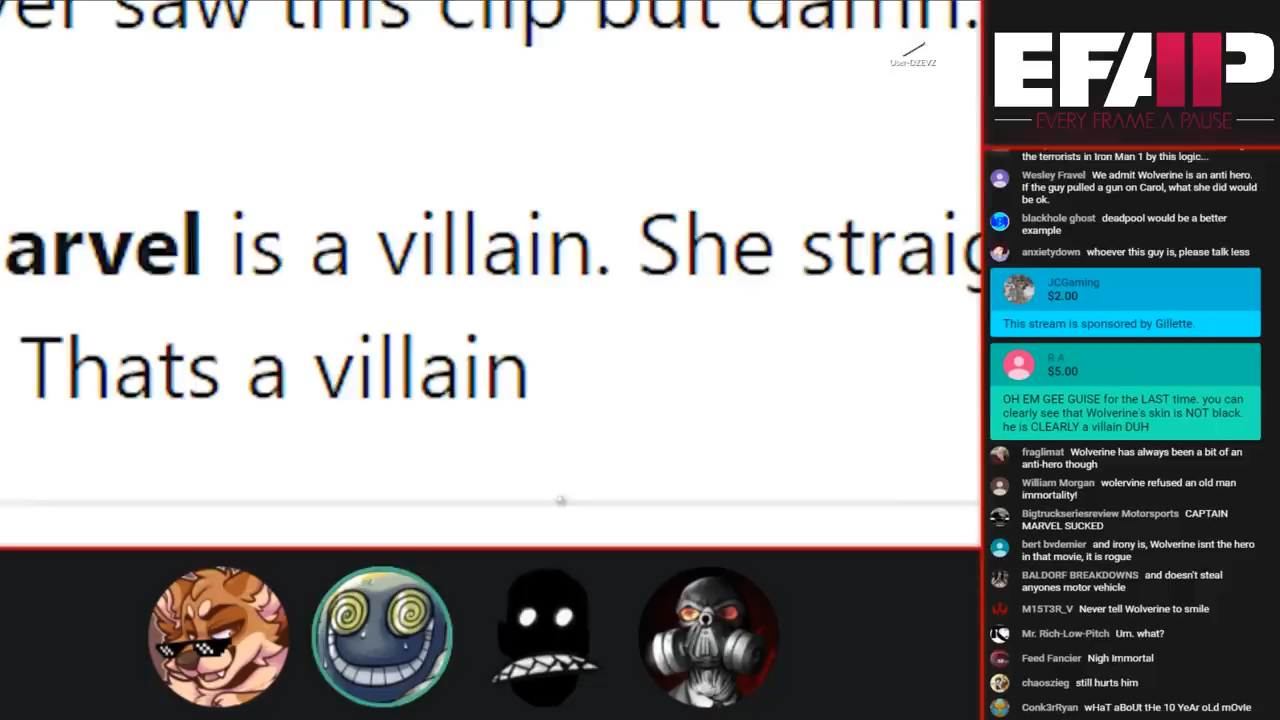 ver saw this clip but damn.
User-DZEVZ
arvel is a villain. She straig
Thats a villain
EFAP
EVERY FRAME A PAUSE
the terrorists in Iron Man 1 by this logic...
Wesley Fravel We admit Wolverine is an anti hero.
If the guy pulled a gun on Carol, what she did would
be ok.
blackhole ghost deadpool would be a better
example
anxietydown whoever this guy is, please talk less
JCGaming
$2.00
This stream is sponsored by Gillette.
R A
$5.00
OH EM GEE GUISE for the LAST time. you can
clearly see that Wolverine's skin is NOT black.
he is CLEARLY a villain DUH
fraglimat Wolverine has always been a bit of an
anti-hero though
William Morgan wolervine refused an old man
immortality!
Bigtruckseriesreview Motorsports CAPTAIN
MARVEL SUCKED
bert bvdemier and irony is, Wolverine isnt the hero
in that movie, it is rogue
BALDORF BREAKDOWNS and doesn't steal
anyones motor vehicle
M15T3R_V Never tell Wolverine to smile
Mr. Rich-Low-Pitch Um. what?
Feed Fancier Nigh Immortal
chaoszieg still hurts him
Conk3rRyan wHaT aBoUt tHe 10 YeAr oLd mOvIe